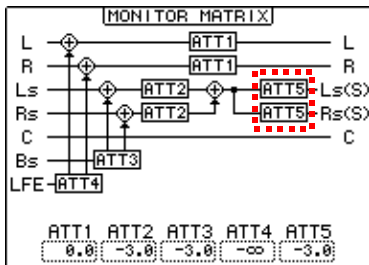 MONITOR MATRIX
L ATT1 L
R ATT1 R
Ls ATT2 ATT5 Ls(S)
Rs ATT2 ATT5 Rs(S)
C C
Bs ATT3
LFE ATT4
ATT1 ATT2 ATT3 ATT4 ATT5
0.0 -3.0 -3.0 -∞ -3.0